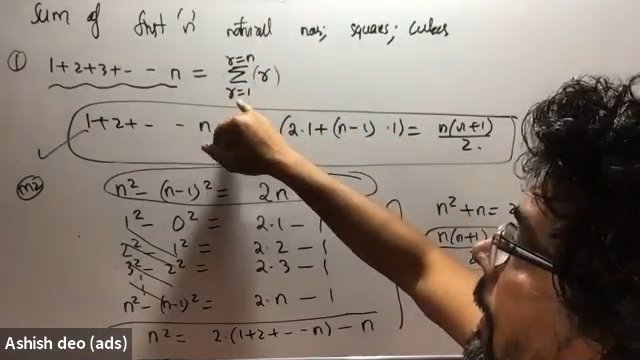 Sum of first 'n' natural nos; squares; cubes
① 1+2+3+- - n = r=n Σ r=1 (r)
1+2+- - n (2.1+(n-1).1) = n(n+1)/2.
m2 n² - (n-1)² = 2n
1² - 0² = 2.1 - 1
2² - 1² = 2.2 - 1
3² - 2² = 2.3 - 1
n² - (n-1)² = 2.n - 1
n² = 2.(1+2+- -n) - n
n²+n = 2
n(n+1)
Ashish deo (ads)